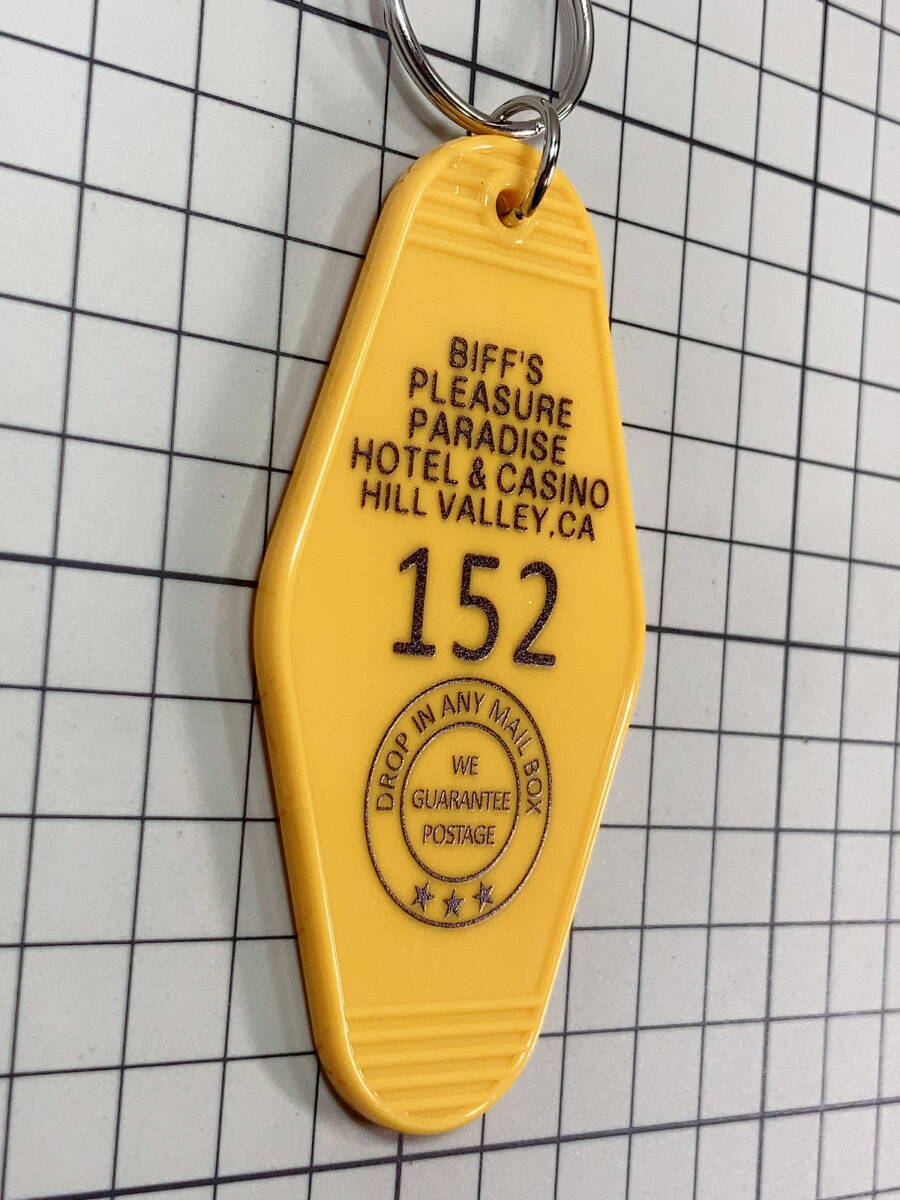 BIFF'S
PLEASURE
PARADISE
HOTEL & CASINO
HILL VALLEY, CA
152
DROP IN ANY MAIL BOX
WE
GUARANTEE
POSTAGE